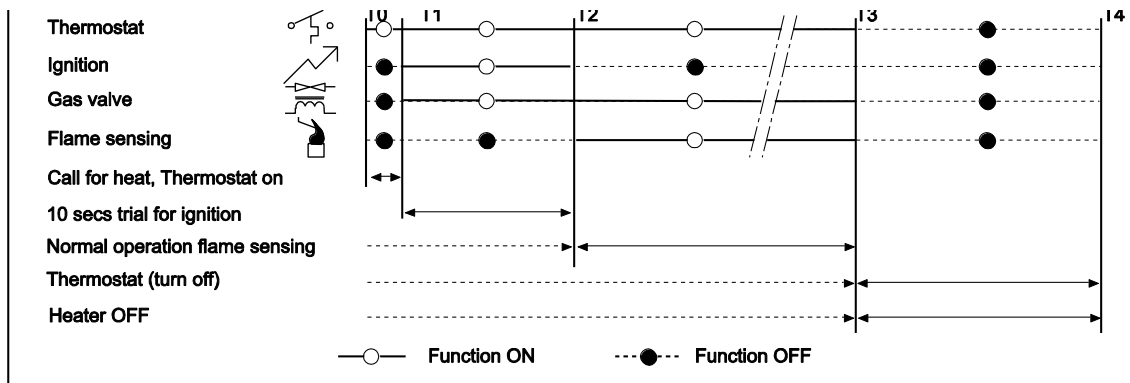 T0 T1 T2 T3 T4
Thermostat
Ignition
Gas valve
Flame sensing
Call for heat, Thermostat on
10 secs trial for ignition
Normal operation flame sensing
Thermostat (turn off)
Heater OFF
Function ON Function OFF